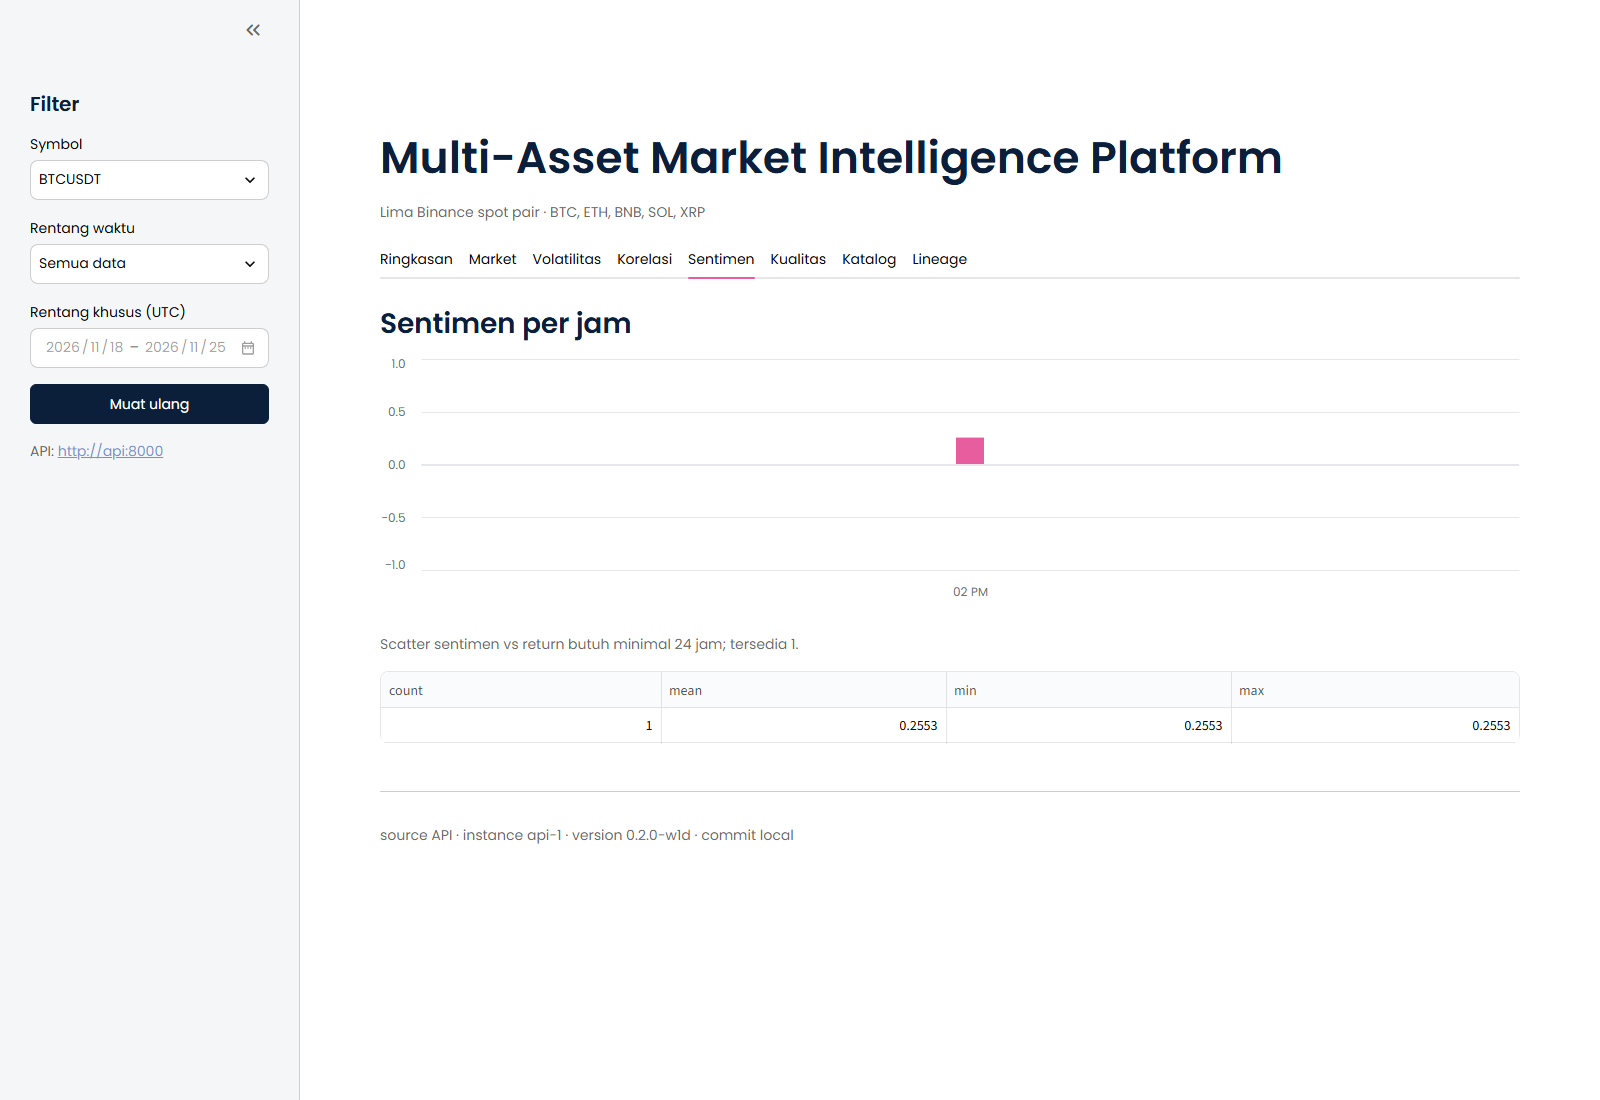 Filter
Symbol
BTCUSDT
Rentang waktu
Semua data
Rentang khusus (UTC)
2026/11/18 – 2026/11/25
Muat ulang
API: http://api:8000
Multi-Asset Market Intelligence Platform
Lima Binance spot pair · BTC, ETH, BNB, SOL, XRP
Ringkasan Market Volatilitas Korelasi Sentimen Kualitas Katalog Lineage
Sentimen per jam
1.0
0.5
0.0
−0.5
−1.0
02 PM
Scatter sentimen vs return butuh minimal 24 jam; tersedia 1.
count mean min max
1 0.2553 0.2553 0.2553
source API · instance api-1 · version 0.2.0-w1d · commit local